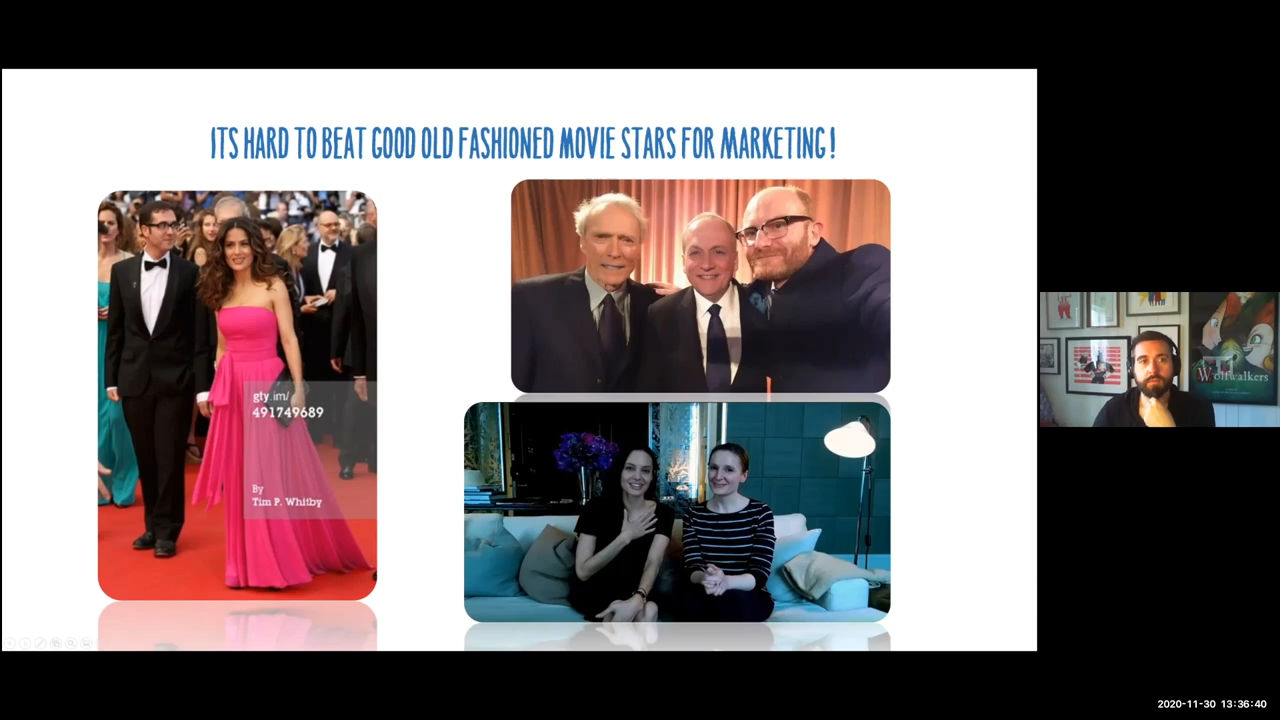 ITS HARD TO BEAT GOOD OLD FASHIONED MOVIE STARS FOR MARKETING!
gty.im/
491749689
By
Tim P. Whitby
Wolfwalkers
2020-11-30 13:36:40